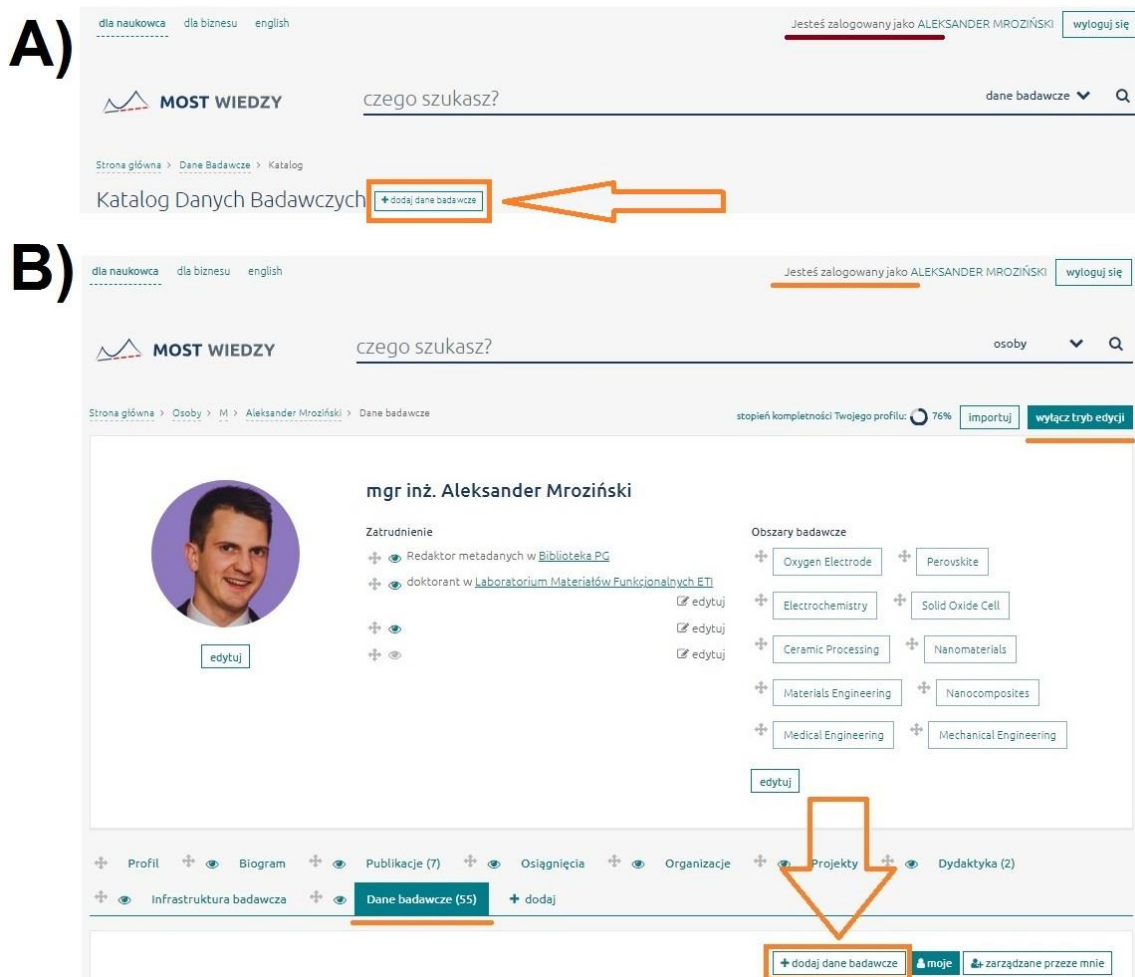 A)
dla naukowca dla biznesu english Jesteś zalogowany jako ALEKSANDER MROZIŃSKI wyloguj się
MOST WIEDZY czego szukasz? dane badawcze
Strona główna > Dane Badawcze > Katalog
Katalog Danych Badawczych + dodaj dane badawcze
B)
dla naukowca dla biznesu english Jesteś zalogowany jako ALEKSANDER MROZIŃSKI wyloguj się
MOST WIEDZY czego szukasz? osoby
Strona główna > Osoby > M > Aleksander Mroziński > Dane badawcze stopień kompletności Twojego profilu: 76% importuj wyłącz tryb edycji
mgr inż. Aleksander Mroziński
Zatrudnienie Obszary badawcze
Redaktor metadanych w Biblioteka PG Oxygen Electrode Perovskite
doktorant w Laboratorium Materiałów Funkcjonalnych ETI
edytuj Electrochemistry Solid Oxide Cell
edytuj
edytuj edytuj Ceramic Processing Nanomaterials
Materials Engineering Nanocomposites
Medical Engineering Mechanical Engineering
edytuj
Profil Biogram Publikacje (7) Osiągnięcia Organizacje Projekty Dydaktyka (2)
Infrastruktura badawcza Dane badawcze (55) + dodaj
+ dodaj dane badawcze moje zarządzane przeze mnie